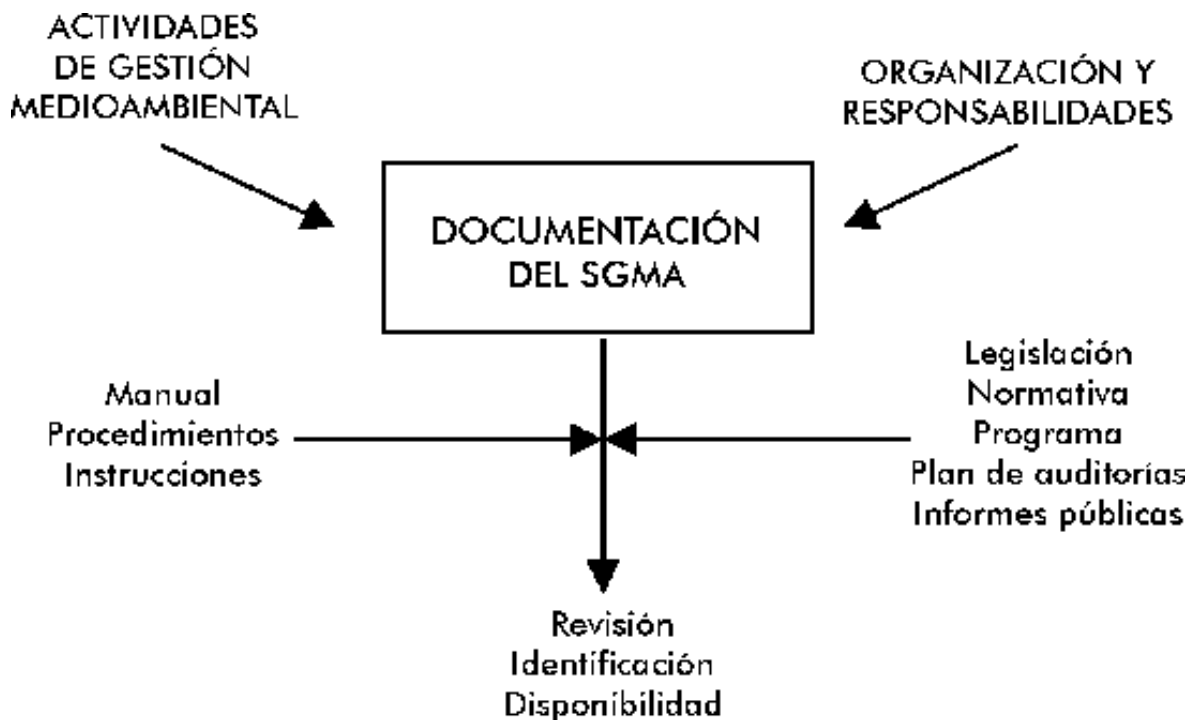 ACTIVIDADES
DE GESTIÓN
MEDIOAMBIENTAL
ORGANIZACIÓN Y
RESPONSABILIDADES
DOCUMENTACIÓN
DEL SGMA
Manual
Procedimientos
Instrucciones
Legislación
Normativa
Programa
Plan de auditorías
Informes públicas
Revisión
Identificación
Disponibilidad